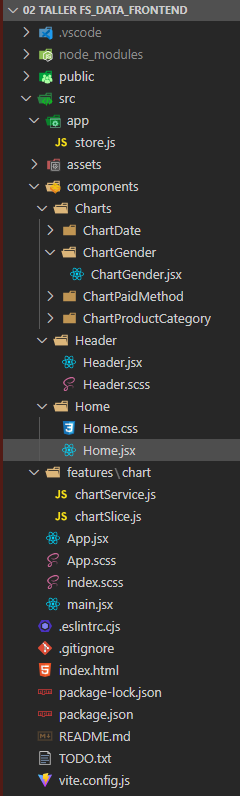 02 TALLER FS_DATA_FRONTEND
.vscode
node_modules
public
src
app
JS store.js
assets
components
Charts
ChartDate
ChartGender
ChartGender.jsx
ChartPaidMethod
ChartProductCategory
Header
Header.jsx
Header.scss
Home
Home.css
Home.jsx
features\chart
JS chartService.js
JS chartSlice.js
App.jsx
App.scss
index.scss
main.jsx
.eslintrc.cjs
.gitignore
index.html
package-lock.json
package.json
README.md
TODO.txt
vite.config.js